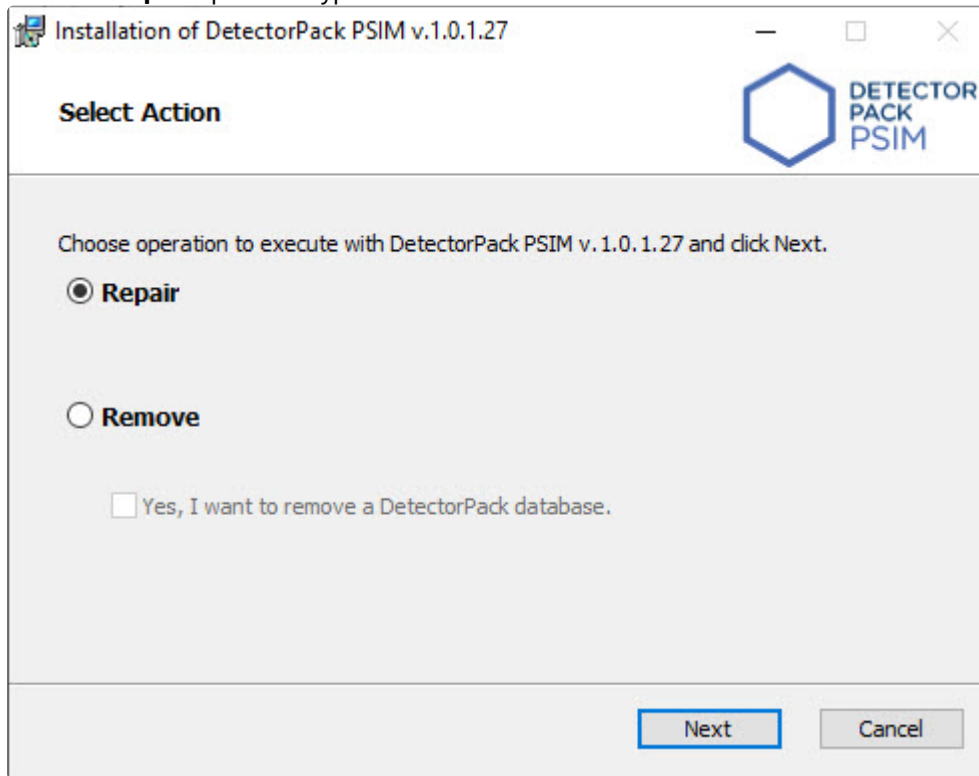 Installation of DetectorPack PSIM v.1.0.1.27
Select Action
DETECTOR
PACK
PSIM
Choose operation to execute with DetectorPack PSIM v. 1.0.1.27 and click Next.
Repair
Remove
Yes, I want to remove a DetectorPack database.
Next
Cancel